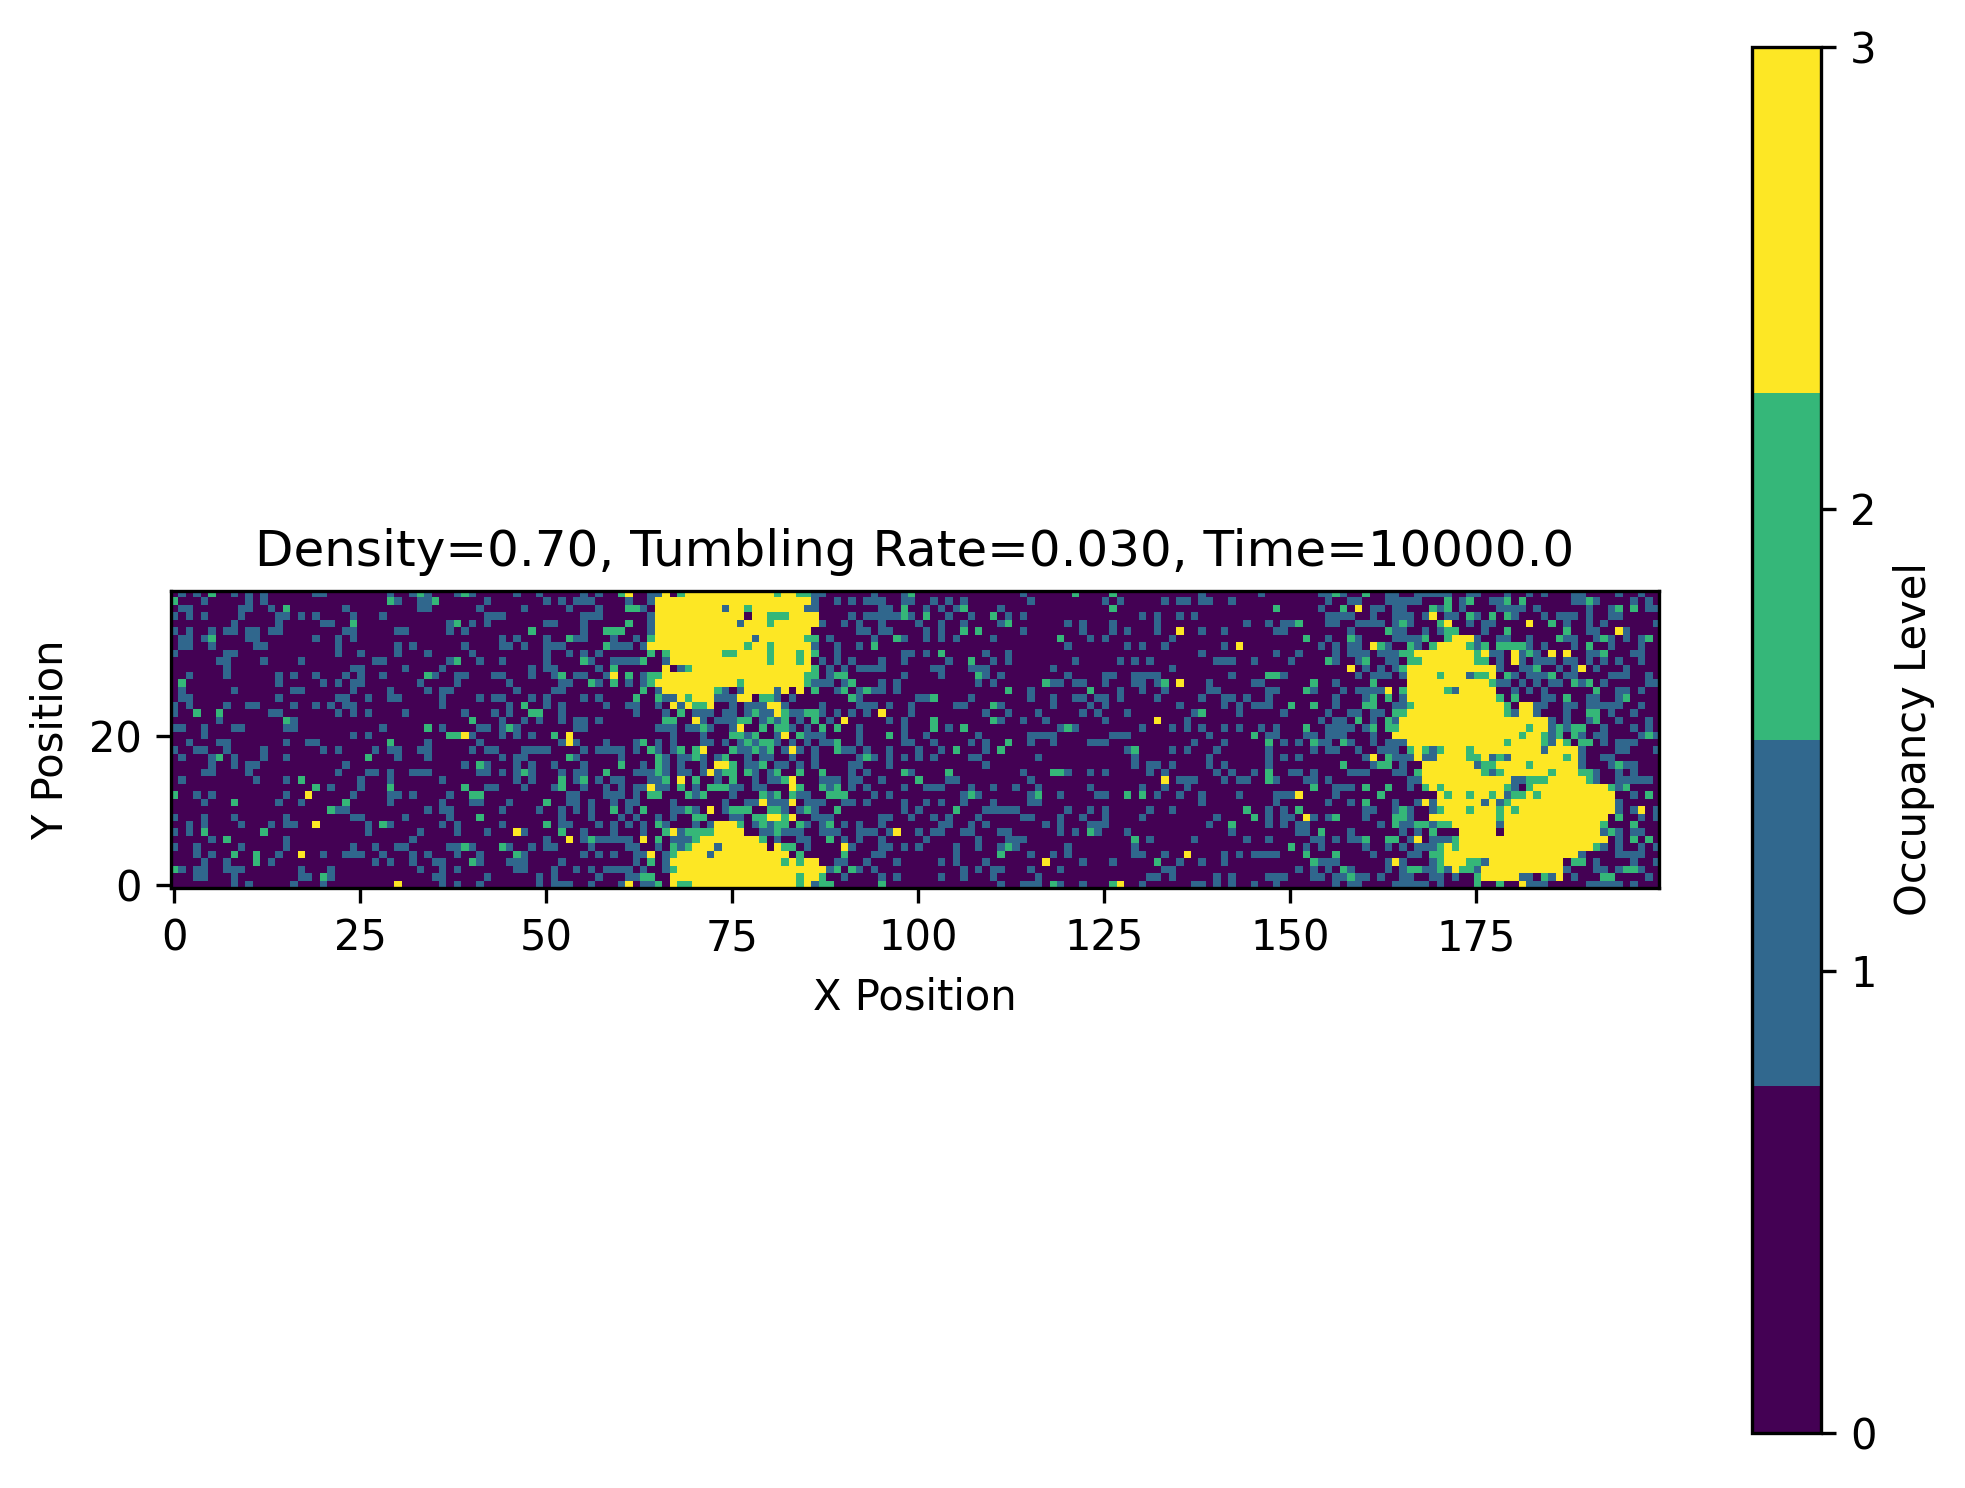 Density=0.70, Tumbling Rate=0.030, Time=10000.0
Y Position
20
0
0 25 50 75 100 125 150 175
X Position
3
2
1
0
Occupancy Level